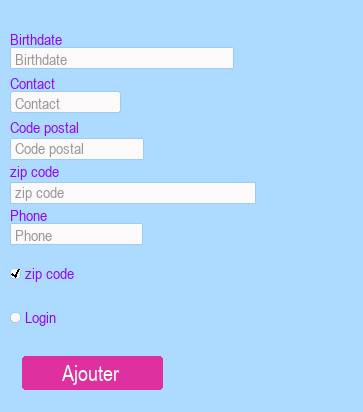 Birthdate
Birthdate
Contact
Contact
Code postal
Code postal
zip code
zip code
Phone
Phone
zip code
Login
Ajouter